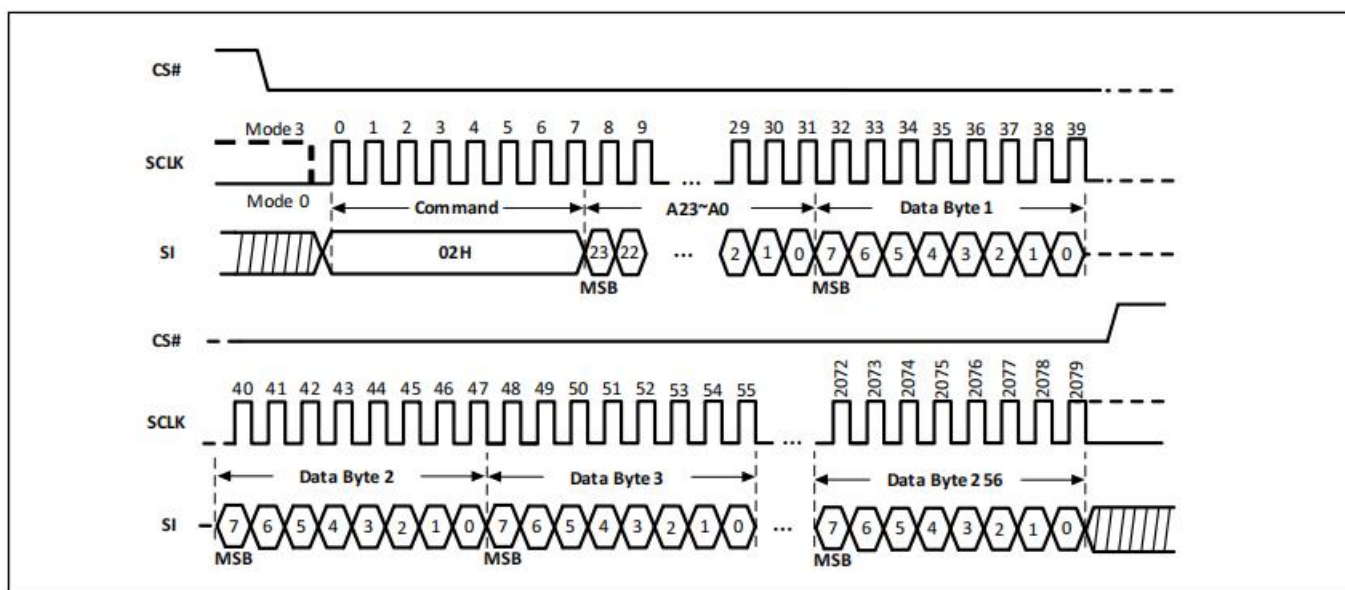 CS#
Mode 3 0 1 2 3 4 5 6 7 8 9 29 30 31 32 33 34 35 36 37 38 39
SCLK ...
Mode 0 Command A23~A0 Data Byte 1
SI 02H 23 22 ... 2 1 0 7 6 5 4 3 2 1 0
MSB MSB
CS#
40 41 42 43 44 45 46 47 48 49 50 51 52 53 54 55 2072 2073 2074 2075 2076 2077 2078 2079
SCLK ...
Data Byte 2 Data Byte 3 Data Byte 256
SI 7 6 5 4 3 2 1 0 7 6 5 4 3 2 1 0 ... 7 6 5 4 3 2 1 0
MSB MSB MSB